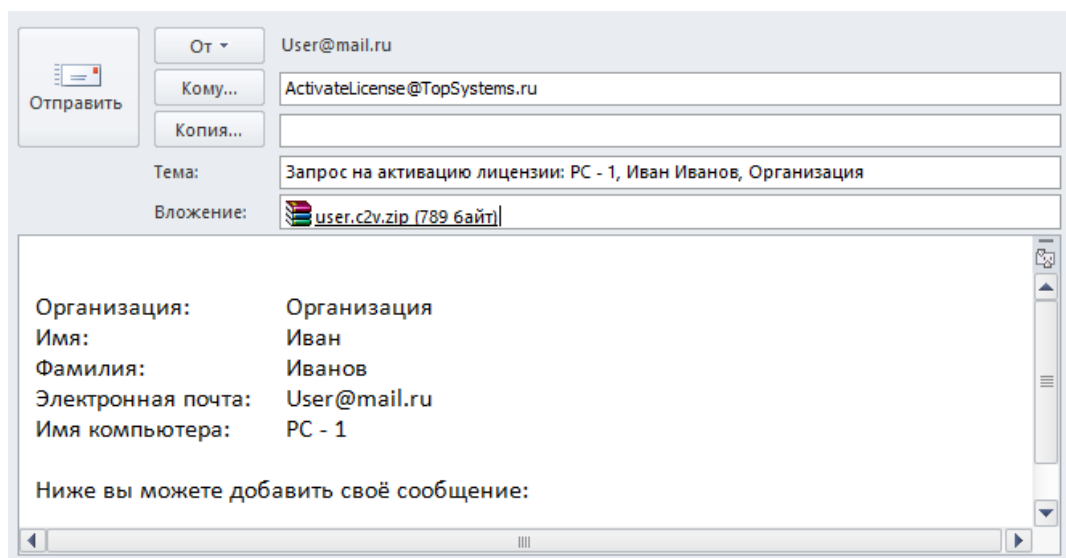 От
User@mail.ru
Отправить
Кому...
ActivateLicense@TopSystems.ru
Копия...
Тема:
Запрос на активацию лицензии: PC - 1, Иван Иванов, Организация
Вложение:
user.c2v.zip (789 байт)
Организация: Организация
Имя: Иван
Фамилия: Иванов
Электронная почта: User@mail.ru
Имя компьютера: PC - 1
Ниже вы можете добавить своё сообщение: